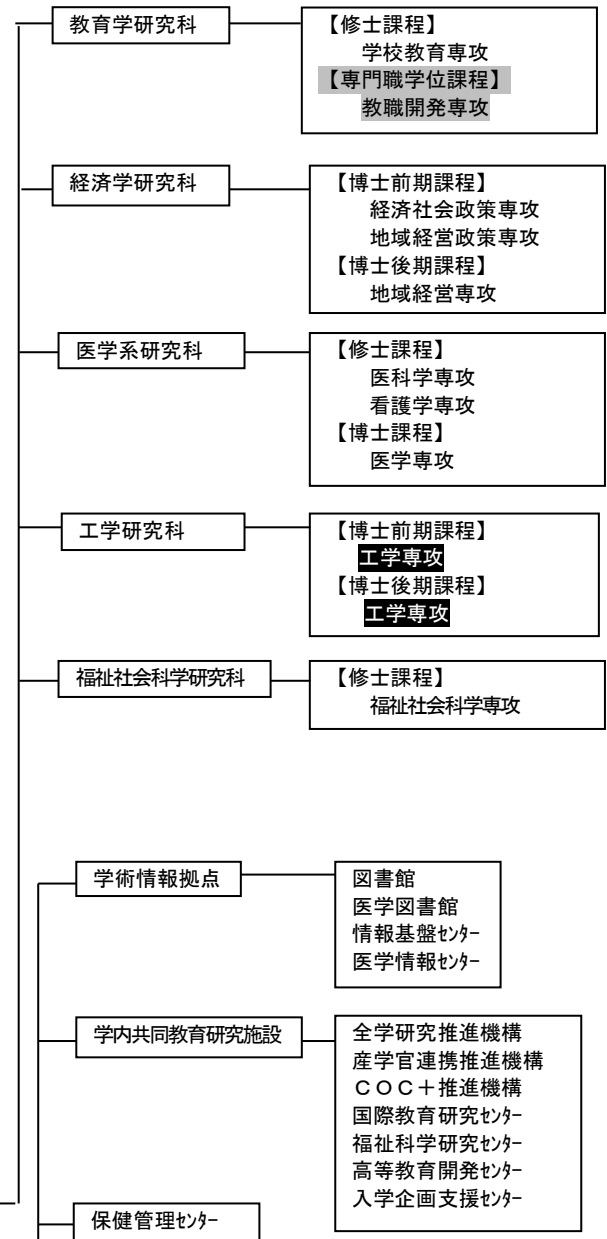 教育学研究科
【修士課程】
学校教育専攻
【専門職学位課程】
教職開発専攻
経済学研究科
【博士前期課程】
経済社会政策専攻
地域経営政策専攻
【博士後期課程】
地域経営専攻
医学系研究科
【修士課程】
医科学専攻
看護学専攻
【博士課程】
医学専攻
工学研究科
【博士前期課程】
工学専攻
【博士後期課程】
工学専攻
福祉社会科学研究科
【修士課程】
福祉社会科学専攻
学術情報拠点
図書館
医学図書館
情報基盤ｾﾝﾀｰ
医学情報ｾﾝﾀｰ
学内共同教育研究施設
全学研究推進機構
産学官連携推進機構
ＣＯＣ＋推進機構
国際教育研究ｾﾝﾀｰ
福祉科学研究ｾﾝﾀｰ
高等教育開発ｾﾝﾀｰ
入学企画支援ｾﾝﾀｰ
保健管理ｾﾝﾀｰ